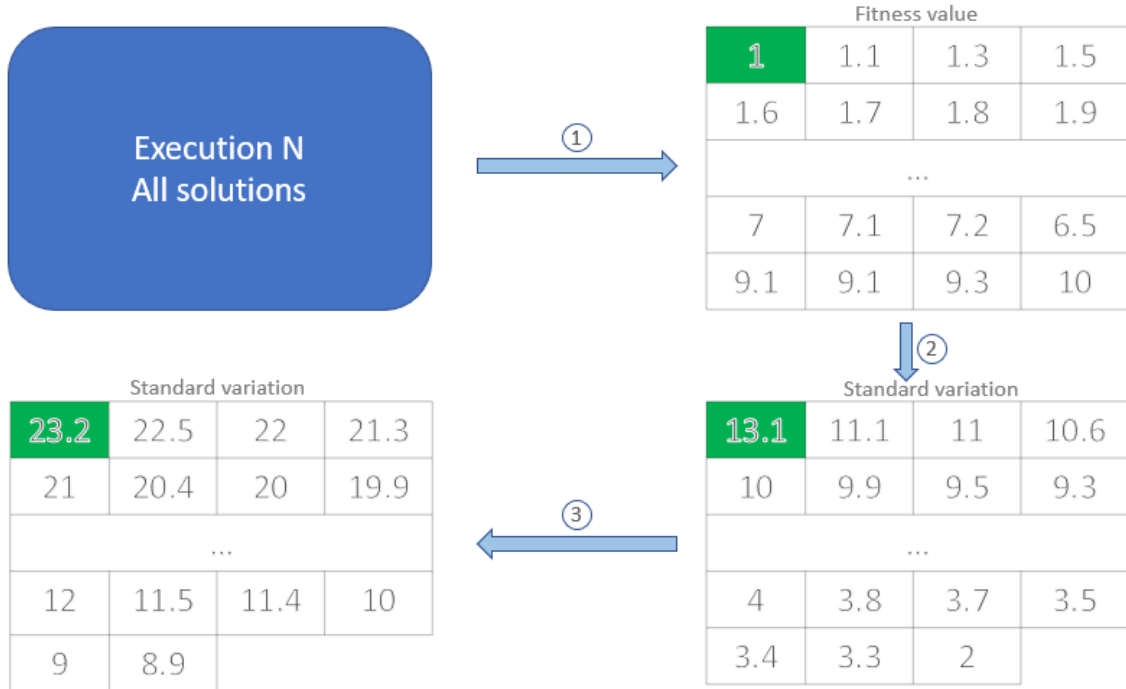 Execution N
All solutions
①
Fitness value
1 1.1 1.3 1.5
1.6 1.7 1.8 1.9
...
7 7.1 7.2 6.5
9.1 9.1 9.3 10
②
Standard variation
13.1 11.1 11 10.6
10 9.9 9.5 9.3
...
4 3.8 3.7 3.5
3.4 3.3 2
③
Standard variation
23.2 22.5 22 21.3
21 20.4 20 19.9
...
12 11.5 11.4 10
9 8.9